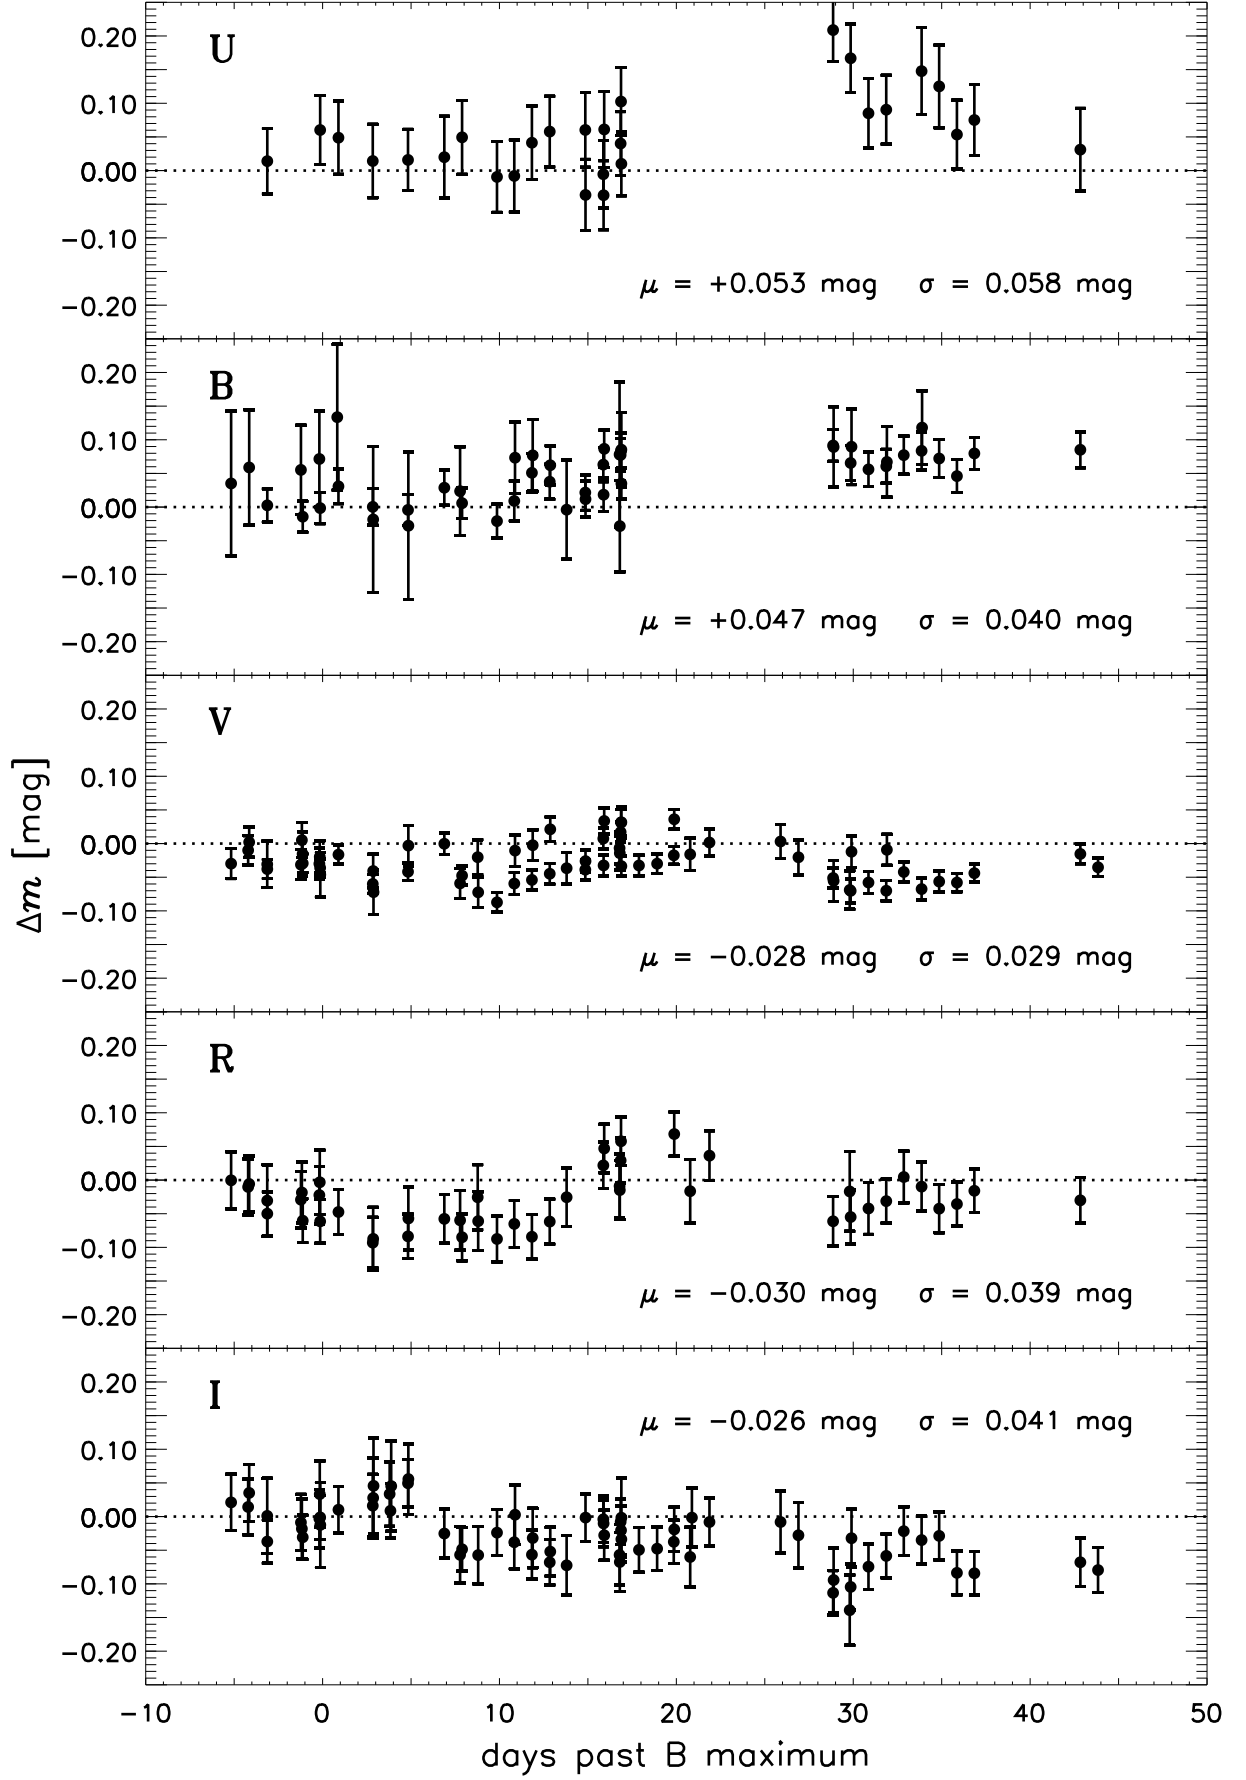 U
0.20
0.10
0.00
−0.10
−0.20
μ = +0.053 mag σ = 0.058 mag
B
0.20
0.10
0.00
−0.10
−0.20
μ = +0.047 mag σ = 0.040 mag
V
0.20
0.10
0.00
−0.10
−0.20
μ = −0.028 mag σ = 0.029 mag
Δm [mag]
R
0.20
0.10
0.00
−0.10
−0.20
μ = −0.030 mag σ = 0.039 mag
I
0.20
0.10
0.00
−0.10
−0.20
μ = −0.026 mag σ = 0.041 mag
−10 0 10 20 30 40 50
days past B maximum